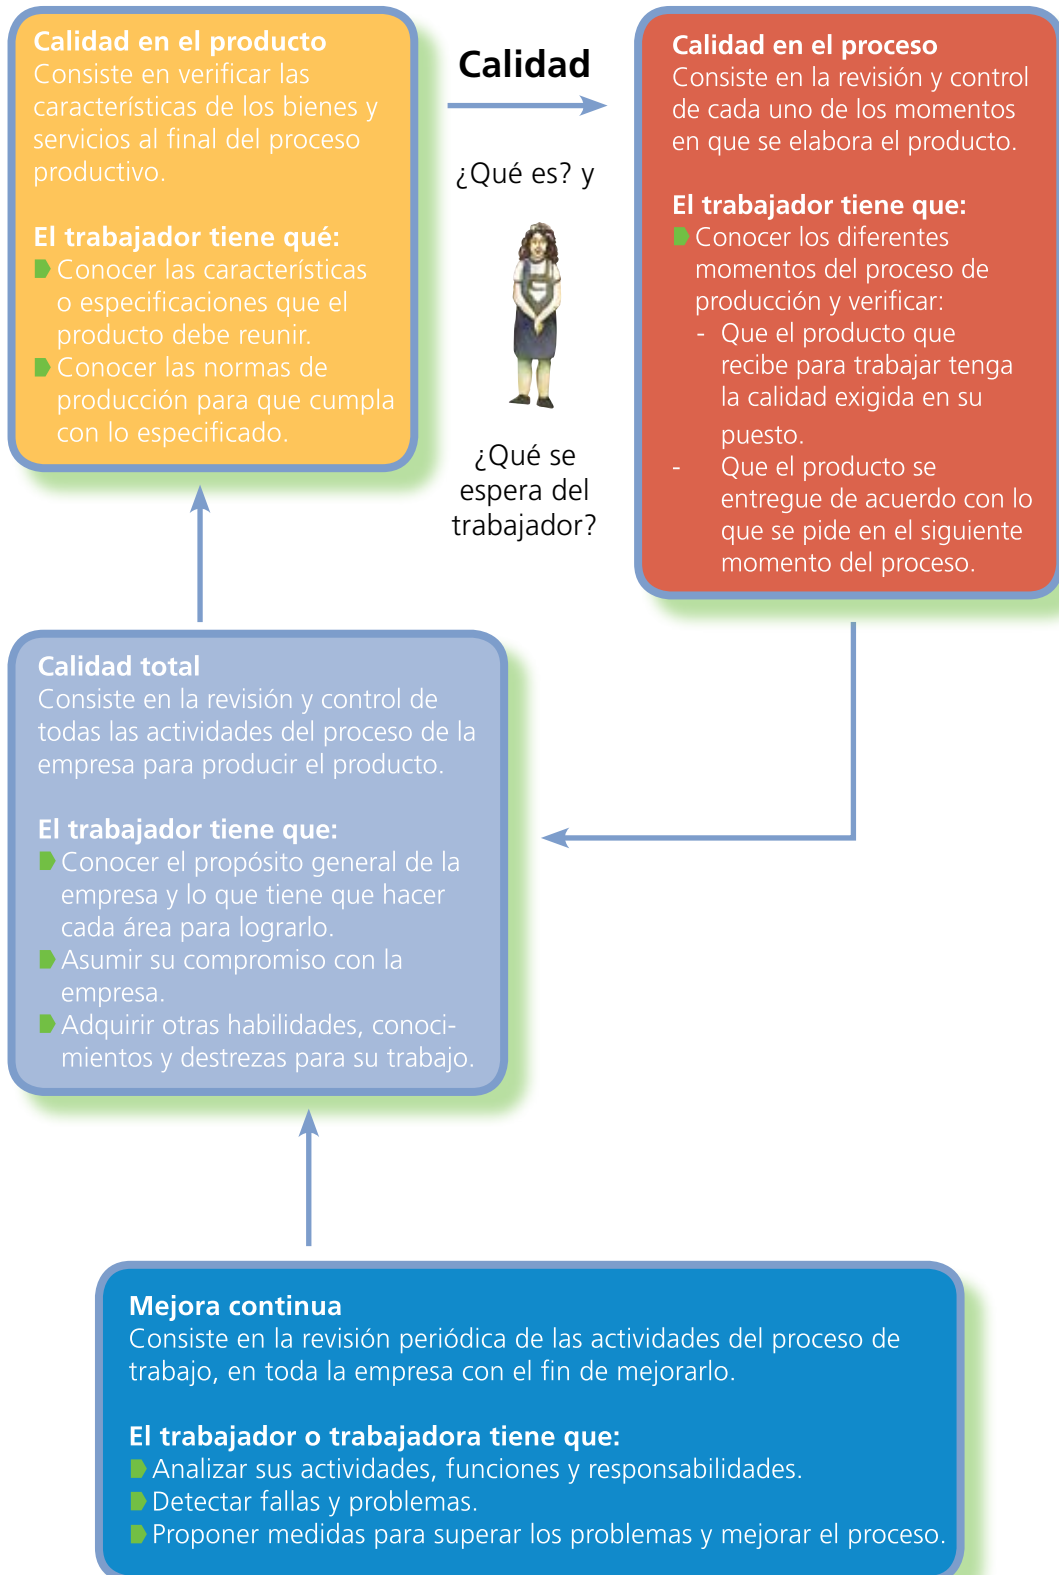 Calidad en el producto
Consiste en verificar las
características de los bienes y
servicios al final del proceso
productivo.
El trabajador tiene qué:
Conocer las características
o especificaciones que el
producto debe reunir.
Conocer las normas de
producción para que cumpla
con lo especificado.
Calidad
¿Qué es? y
¿Qué se
espera del
trabajador?
Calidad en el proceso
Consiste en la revisión y control
de cada uno de los momentos
en que se elabora el producto.
El trabajador tiene que:
Conocer los diferentes
momentos del proceso de
producción y verificar:
- Que el producto que
recibe para trabajar tenga
la calidad exigida en su
puesto.
- Que el producto se
entregue de acuerdo con lo
que se pide en el siguiente
momento del proceso.
Calidad total
Consiste en la revisión y control de
todas las actividades del proceso de la
empresa para producir el producto.
El trabajador tiene que:
Conocer el propósito general de la
empresa y lo que tiene que hacer
cada área para lograrlo.
Asumir su compromiso con la
empresa.
Adquirir otras habilidades, conoci-
mientos y destrezas para su trabajo.
Mejora continua
Consiste en la revisión periódica de las actividades del proceso de
trabajo, en toda la empresa con el fin de mejorarlo.
El trabajador o trabajadora tiene que:
Analizar sus actividades, funciones y responsabilidades.
Detectar fallas y problemas.
Proponer medidas para superar los problemas y mejorar el proceso.